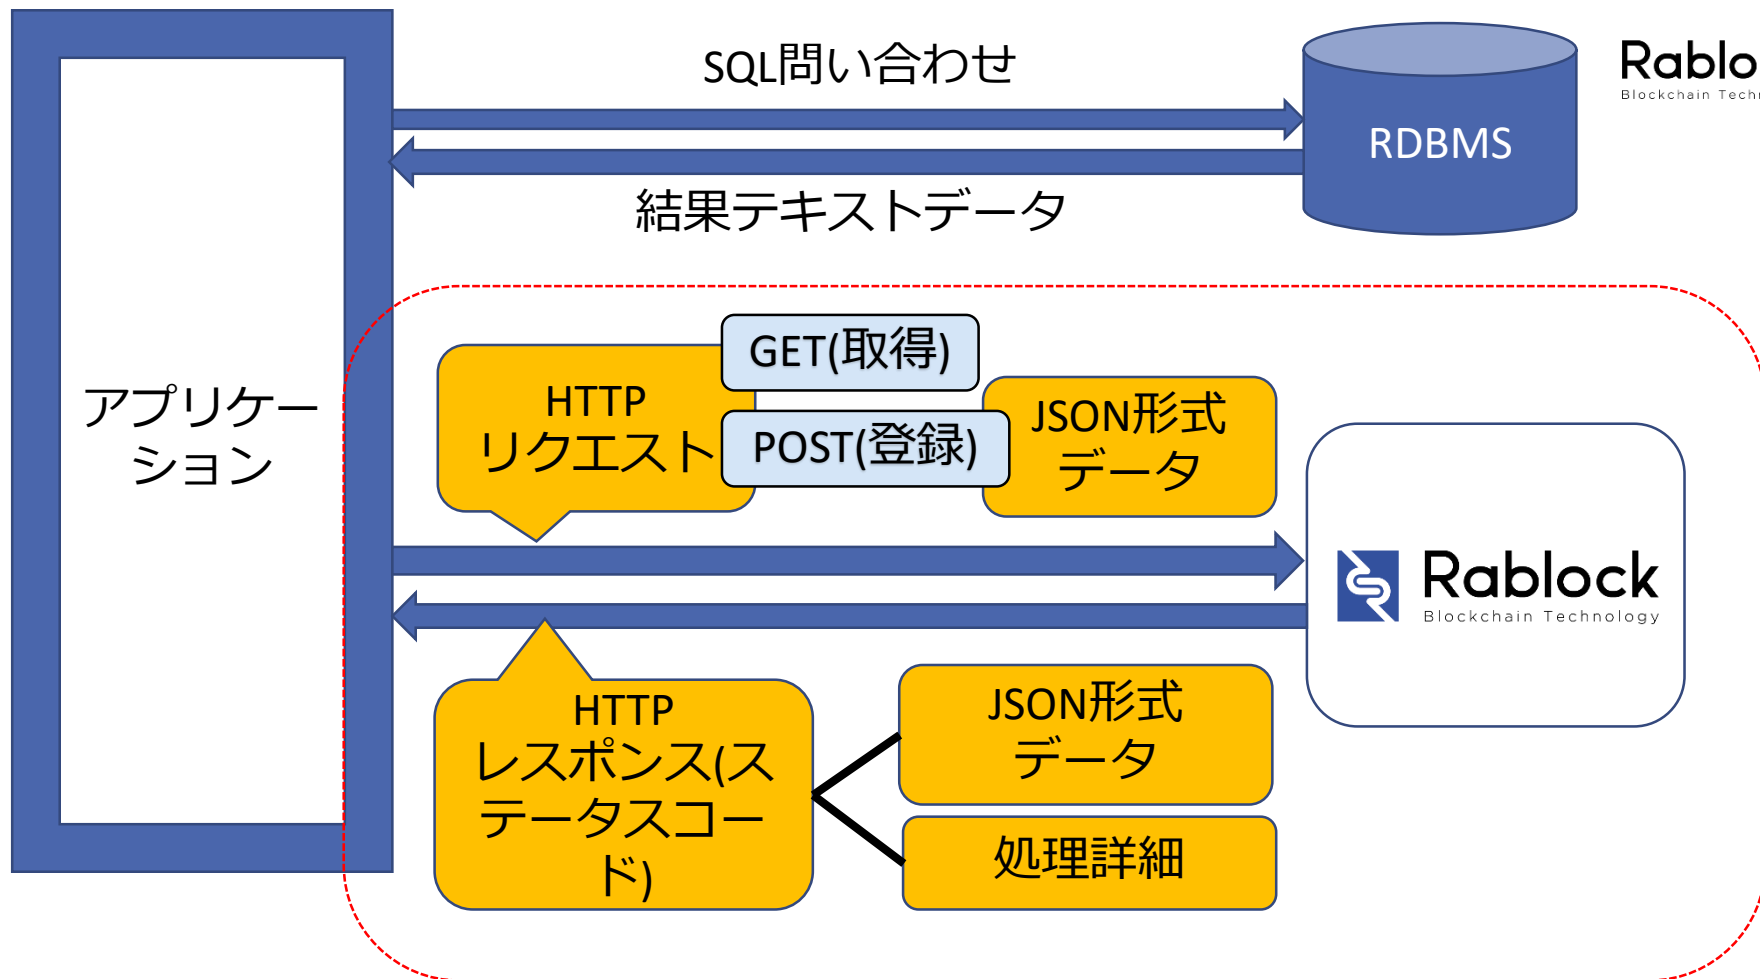 SQL問い合わせ
Rablo
Blockchain Techn
RDBMS
結果テキストデータ
アプリケー
ション
HTTP
リクエスト
GET(取得)
POST(登録)
JSON形式
データ
Rablock
Blockchain Technology
HTTP
レスポンス(ス
テータスコー
ド)
JSON形式
データ
処理詳細